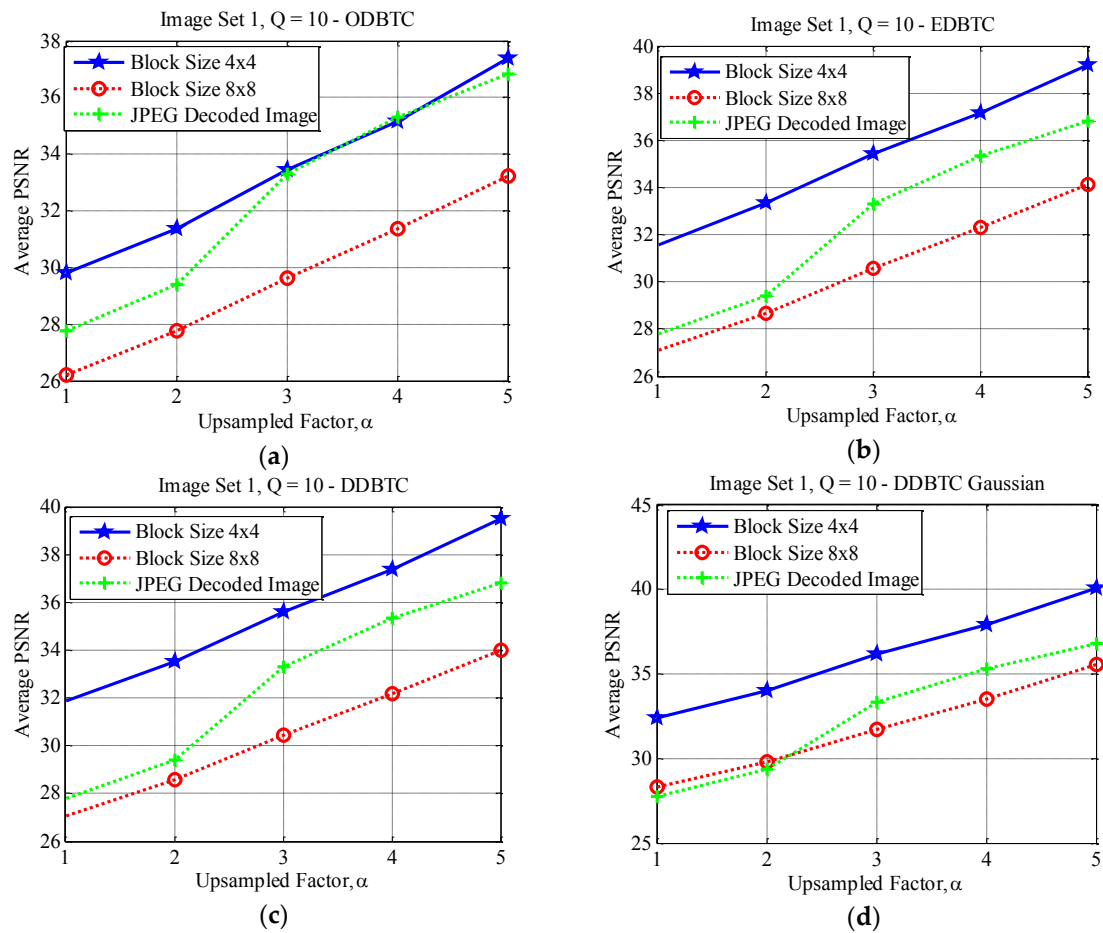 Image Set 1, Q = 10 - ODBTC
38
36
34
32
30
28
26
Average PSNR
Block Size 4x4
Block Size 8x8
JPEG Decoded Image
1 2 3 4 5
Upsampled Factor, α
(a)
Image Set 1, Q = 10 - EDBTC
40
38
36
34
32
30
28
26
Average PSNR
Block Size 4x4
Block Size 8x8
JPEG Decoded Image
1 2 3 4 5
Upsampled Factor, α
(b)
Image Set 1, Q = 10 - DDBTC
40
38
36
34
32
30
28
26
Average PSNR
Block Size 4x4
Block Size 8x8
JPEG Decoded Image
1 2 3 4 5
Upsampled Factor, α
(c)
Image Set 1, Q = 10 - DDBTC Gaussian
45
40
35
30
25
Average PSNR
Block Size 4x4
Block Size 8x8
JPEG Decoded Image
1 2 3 4 5
Upsampled Factor, α
(d)